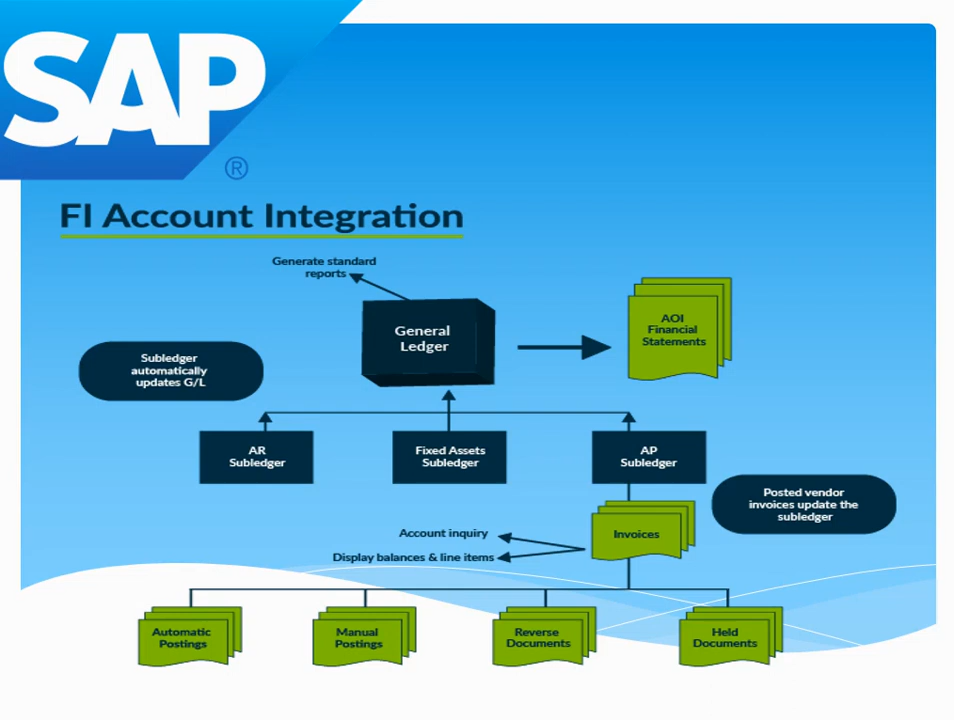 SAP
®
FI Account Integration
Generate standard
reports
General
Ledger
AOI
Financial
Statements
Subledger
automatically
updates G/L
AR
Subledger
Fixed Assets
Subledger
AP
Subledger
Posted vendor
invoices update the
subledger
Invoices
Account inquiry
Display balances & line items
Automatic
Postings
Manual
Postings
Reverse
Documents
Held
Documents